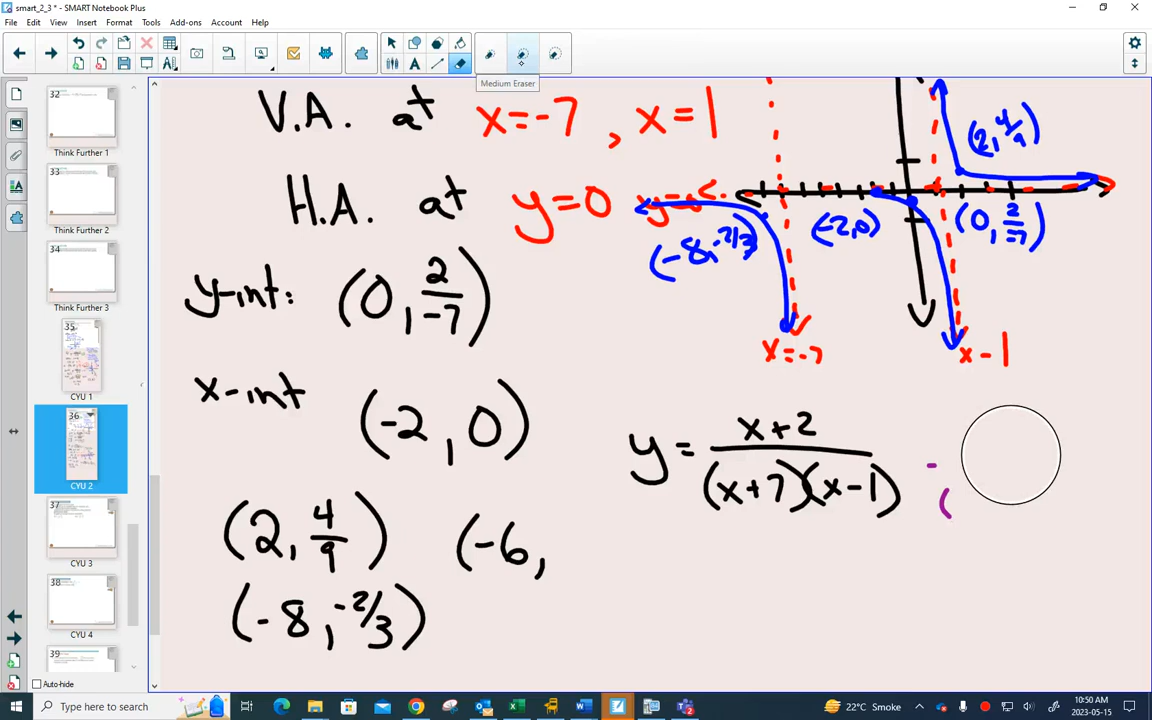 smart_2_3 * - SMART Notebook Plus
File Edit View Insert Format Tools Add-ons Account Help
Medium Eraser
32
Think Further 1
33
Think Further 2
34
Think Further 3
35
CYU 1
36
CYU 2
37
CYU 3
38
CYU 4
39
Auto-hide
V.A. at x=-7, x=1
H.A. at y=0
y-int: (0, 2/-7)
x-int (-2, 0)
(2, 4/9) (-6,
(-8, -2/3)
(2, 4/9)
(-8, -2/3) (-2, 0) (0, 2/-7)
x=-7 x-1
y = x+2 / (x+7)(x-1) - (
Type here to search
22°C Smoke
10:50 AM
2023-05-15